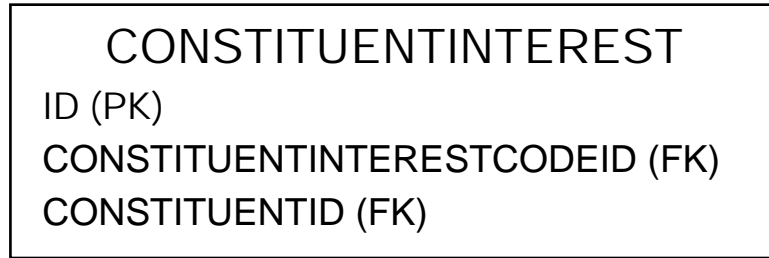 CONSTITUENTINTEREST
ID (PK)
CONSTITUENTINTERESTCODEID (FK)
CONSTITUENTID (FK)